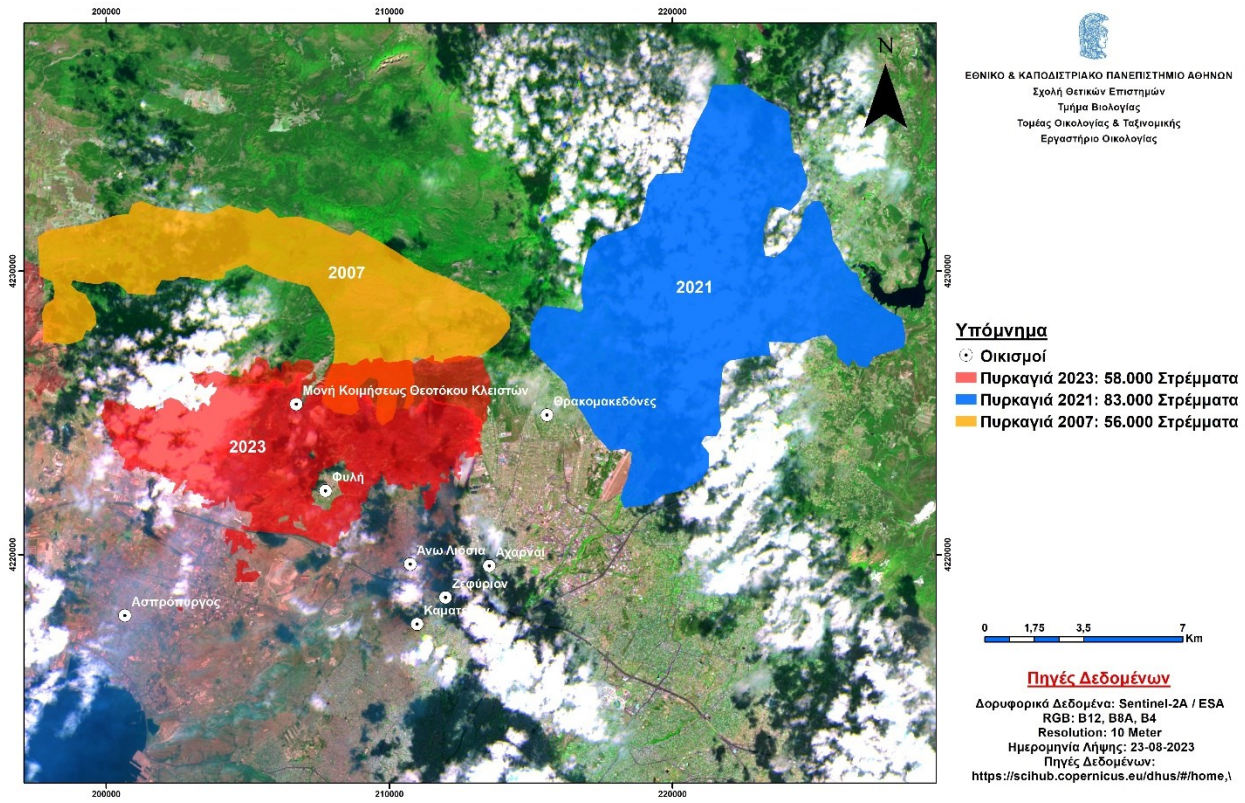 200000
210000
220000
N
4230000
4230000
4220000
4220000
2007
2021
2023
Μονή Κοιμήσεως Θεοτόκου Κλειστών
Θρακομακεδόνες
Φυλή
Άνω Λιόσια
Αχαρναί
Ζεφύριον
Ασπρόπυργος
200000
210000
220000
ΕΘΝΙΚΟ & ΚΑΠΟΔΙΣΤΡΙΑΚΟ ΠΑΝΕΠΙΣΤΗΜΙΟ ΑΘΗΝΩΝ
Σχολή Θετικών Επιστημών
Τμήμα Βιολογίας
Τομέας Οικολογίας & Ταξινομικής
Εργαστήριο Οικολογίας
Υπόμνημα
Οικισμοί
Πυρκαγιά 2023: 58.000 Στρέμματα
Πυρκαγιά 2021: 83.000 Στρέμματα
Πυρκαγιά 2007: 56.000 Στρέμματα
0 1,75 3,5 7
Km
Πηγές Δεδομένων
Δορυφορικά Δεδομένα: Sentinel-2A / ESA
RGB: B12, B8A, B4
Resolution: 10 Meter
Ημερομηνία Λήψης: 23-08-2023
Πηγές Δεδομένων:
https://scihub.copernicus.eu/dhus/#/home,\